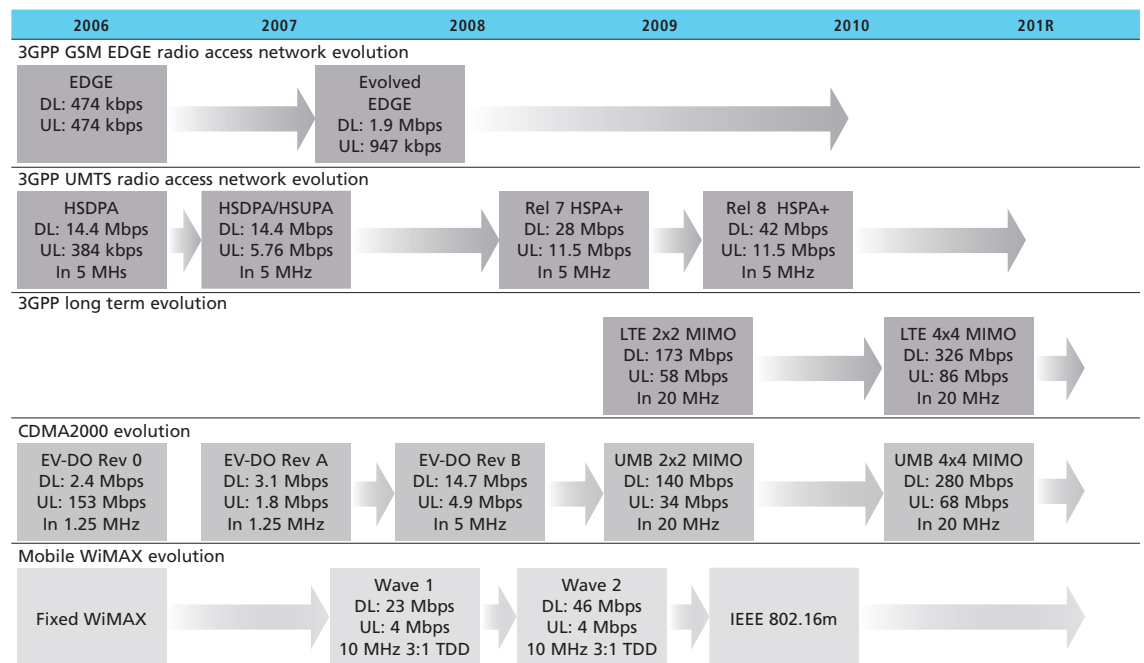 2006 2007 2008 2009 2010 201R
3GPP GSM EDGE radio access network evolution
EDGE
DL: 474 kbps
UL: 474 kbps
Evolved
EDGE
DL: 1.9 Mbps
UL: 947 kbps
3GPP UMTS radio access network evolution
HSDPA
DL: 14.4 Mbps
UL: 384 kbps
In 5 MHs
HSDPA/HSUPA
DL: 14.4 Mbps
UL: 5.76 Mbps
In 5 MHz
Rel 7 HSPA+
DL: 28 Mbps
UL: 11.5 Mbps
In 5 MHz
Rel 8 HSPA+
DL: 42 Mbps
UL: 11.5 Mbps
In 5 MHz
3GPP long term evolution
LTE 2x2 MIMO
DL: 173 Mbps
UL: 58 Mbps
In 20 MHz
LTE 4x4 MIMO
DL: 326 Mbps
UL: 86 Mbps
In 20 MHz
CDMA2000 evolution
EV-DO Rev 0
DL: 2.4 Mbps
UL: 153 Mbps
In 1.25 MHz
EV-DO Rev A
DL: 3.1 Mbps
UL: 1.8 Mbps
In 1.25 MHz
EV-DO Rev B
DL: 14.7 Mbps
UL: 4.9 Mbps
In 5 MHz
UMB 2x2 MIMO
DL: 140 Mbps
UL: 34 Mbps
In 20 MHz
UMB 4x4 MIMO
DL: 280 Mbps
UL: 68 Mbps
In 20 MHz
Mobile WiMAX evolution
Fixed WiMAX
Wave 1
DL: 23 Mbps
UL: 4 Mbps
10 MHz 3:1 TDD
Wave 2
DL: 46 Mbps
UL: 4 Mbps
10 MHz 3:1 TDD
IEEE 802.16m